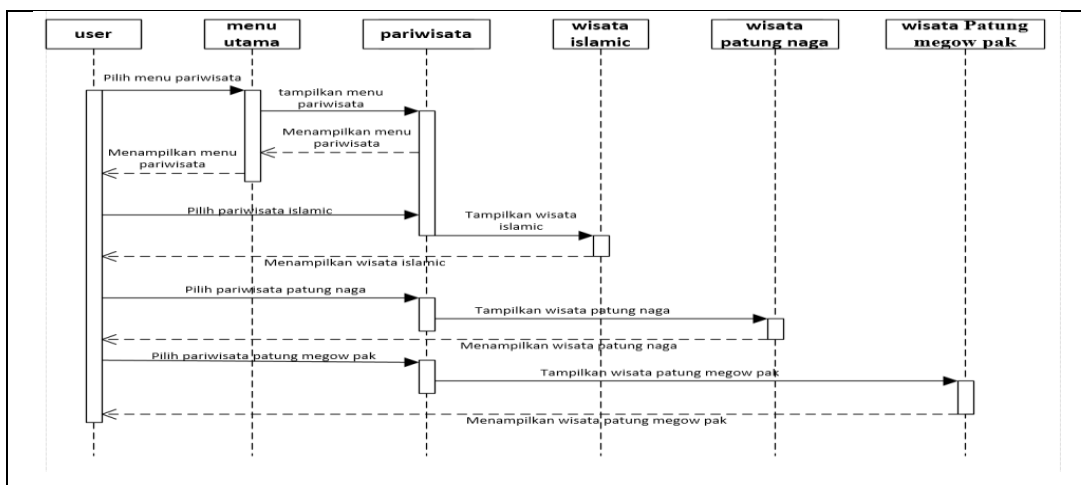 user
menu
utama
pariwisata
wisata
islamic
wisata
patung naga
wisata Patung
megow pak
Pilih menu pariwisata
tampilkan menu
pariwisata
Menampilkan menu
pariwisata
Menampilkan menu
pariwisata
Pilih pariwisata islamic
Tampilkan wisata
islamic
Menampilkan wisata islamic
Pilih pariwisata patung naga
Tampilkan wisata patung naga
Menampilkan wisata patung naga
Pilih pariwisata patung megow pak
Tampilkan wisata patung megow pak
Menampilkan wisata patung megow pak